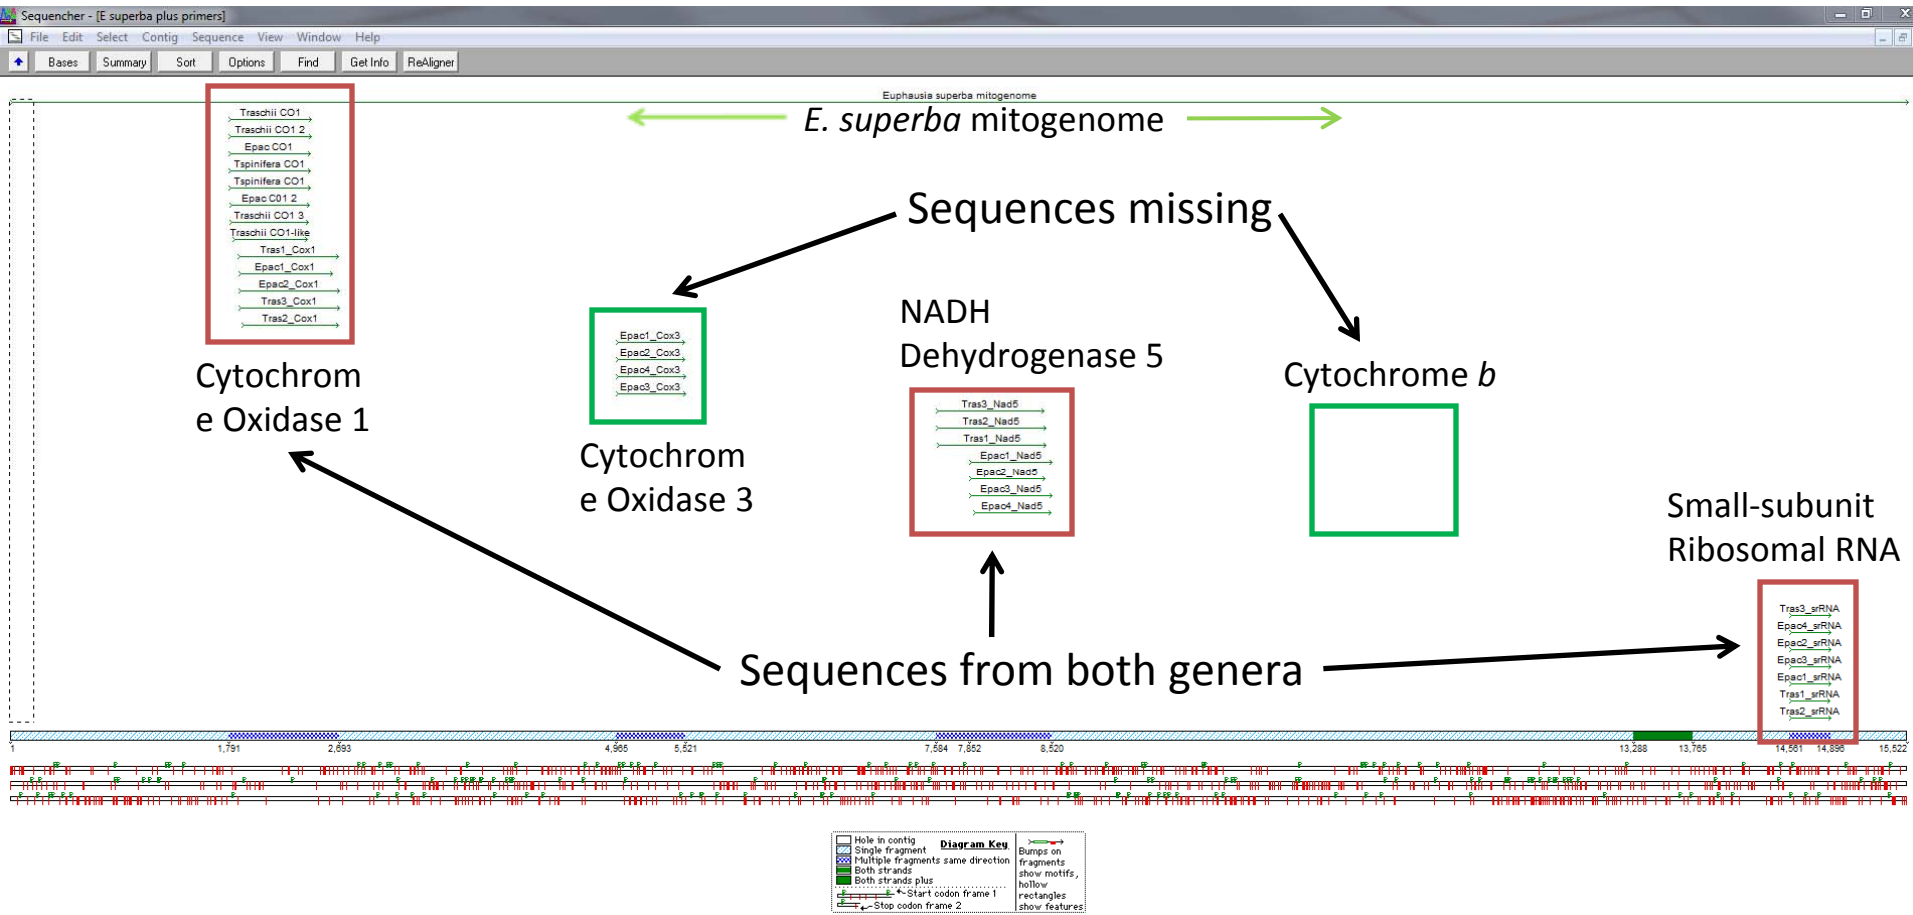 Sequencher - [E superba plus primers]
File Edit Select Contig Sequence View Window Help
Bases Summary Sort Options Find Get Info ReAligner
Euphausia superba mitogenome
E. superba mitogenome
Traschii CO1
Traschii CO1 2
Epac CO1
Tspinifera CO1
Tspinifera CO1
Epac C01 2
Traschii CO1 3
Traschii CO1-like
Tras1_Cox1
Epac1_Cox1
Epac2_Cox1
Tras3_Cox1
Tras2_Cox1
Cytochrom
e Oxidase 1
Sequences missing
Epac1_Cox3
Epac2_Cox3
Epac4_Cox3
Epac3_Cox3
Cytochrom
e Oxidase 3
NADH
Dehydrogenase 5
Tras3_Nad5
Tras2_Nad5
Tras1_Nad5
Epac1_Nad5
Epac2_Nad5
Epac3_Nad5
Epac4_Nad5
Cytochrome b
Small-subunit
Ribosomal RNA
Tras3_srRNA
Epac4_srRNA
Epac2_srRNA
Epac3_srRNA
Epac1_srRNA
Tras1_srRNA
Tras2_srRNA
Sequences from both genera
1 1,791 2,693 4,965 5,521 7,584 7,852 8,520 13,288 13,765 14,561 14,896 15,522
Diagram Key
Hole in contig
Single fragment
Multiple fragments same direction
Both strands
Both strands plus
Start codon frame 1
Stop codon frame 2
Bumps on
fragments
show motifs,
hollow
rectangles
show features